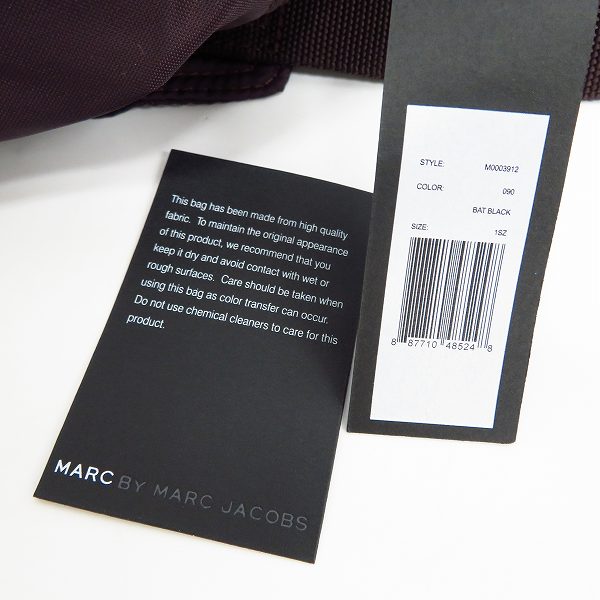 This bag has been made from high quality
fabric. To maintain the original appearance
of this product, we recommend that you
keep it dry and avoid contact with wet or
rough surfaces. Care should be taken when
using this bag as color transfer can occur.
Do not use chemical cleaners to care for this
product.
MARC BY MARC JACOBS
STYLE: M0003912
COLOR: 090
BAT BLACK
SIZE: 1SZ
8 87710 48524 8